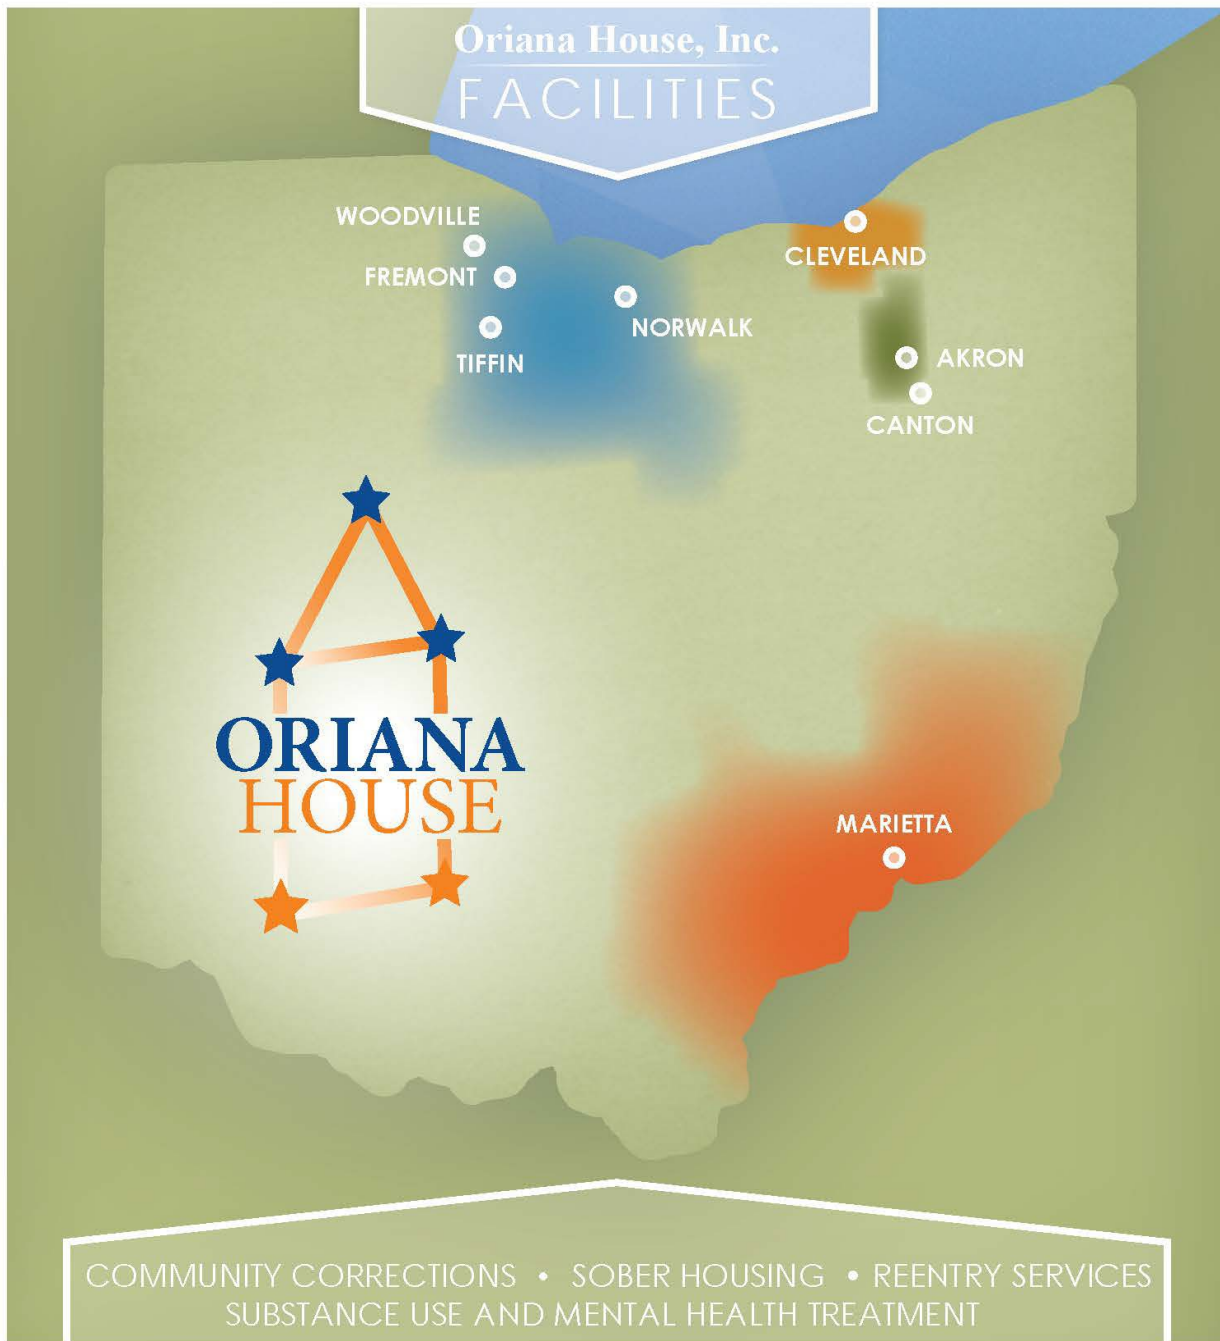 Oriana House, Inc.
FACILITIES
WOODVILLE
FREMONT
TIFFIN
NORWALK
CLEVELAND
AKRON
CANTON
ORIANA
HOUSE
MARIETTA
COMMUNITY CORRECTIONS • SOBER HOUSING • REENTRY SERVICES
SUBSTANCE USE AND MENTAL HEALTH TREATMENT